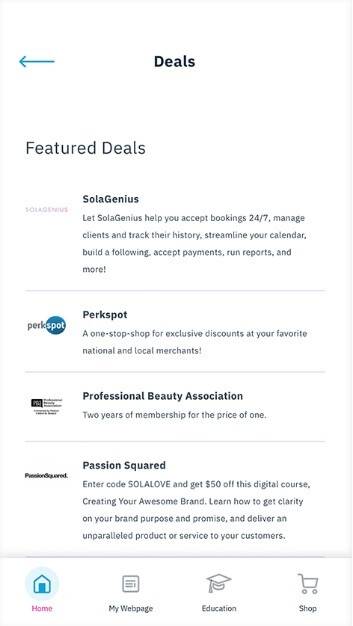 Deals
Featured Deals
SOLAGENIUS
SolaGenius
Let SolaGenius help you accept bookings 24/7, manage
clients and track their history, streamline your calendar,
build a following, accept payments, run reports, and
more!
perkspot
Perkspot
A one-stop-shop for exclusive discounts at your favorite
national and local merchants!
PBA Professional
Beauty
Association
Professional Beauty Association
Two years of membership for the price of one.
PassionSquared.
Passion Squared
Enter code SOLALOVE and get $50 off this digital course,
Creating Your Awesome Brand. Learn how to get clarity
on your brand purpose and promise, and deliver an
unparalleled product or service to your customers.
Home
My Webpage
Education
Shop